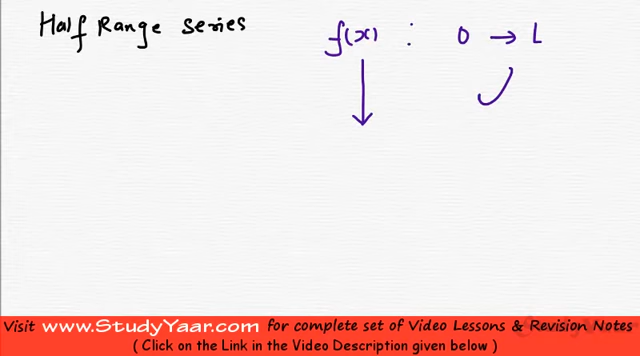 Half Range Series f(x) : 0 → L
Visit www.StudyYaar.com for complete set of Video Lessons & Revision Notes
( Click on the Link in the Video Description given below )